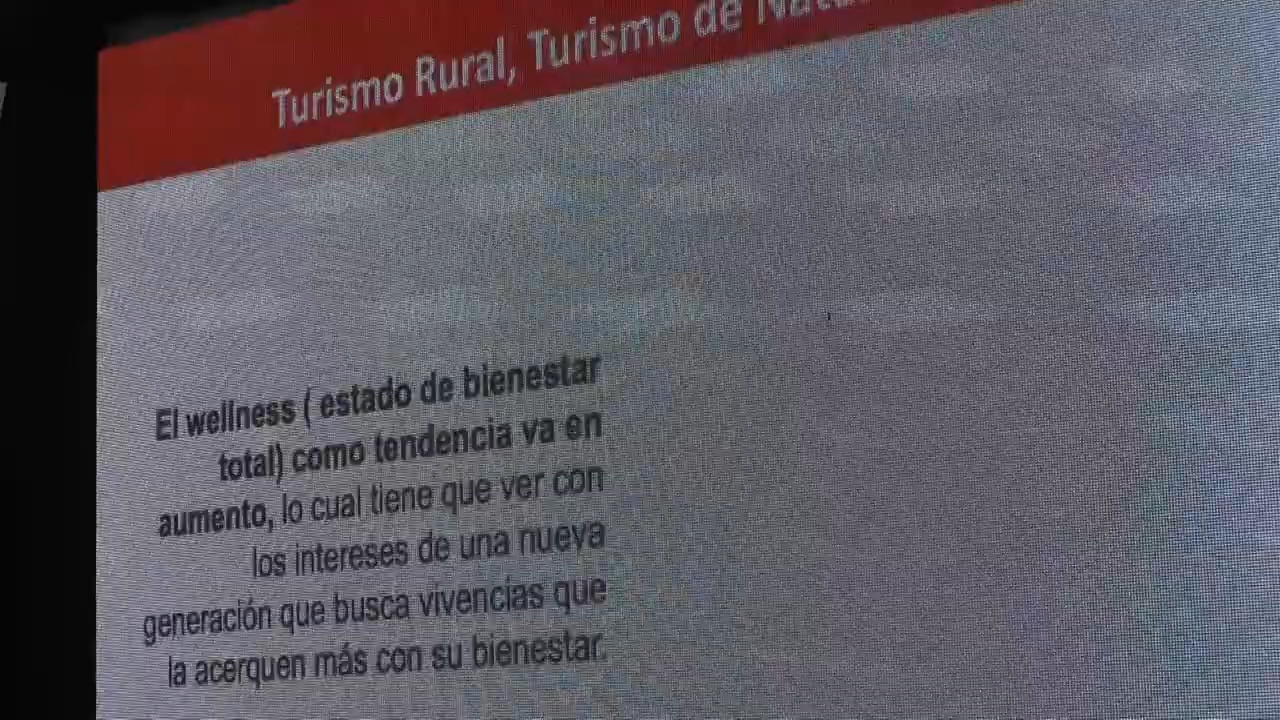 Turismo Rural, Turismo de
El wellness ( estado de bienestar
total) como tendencia va en
aumento, lo cual tiene que ver con
los intereses de una nueva
generación que busca vivencias que
la acerquen más con su bienestar.